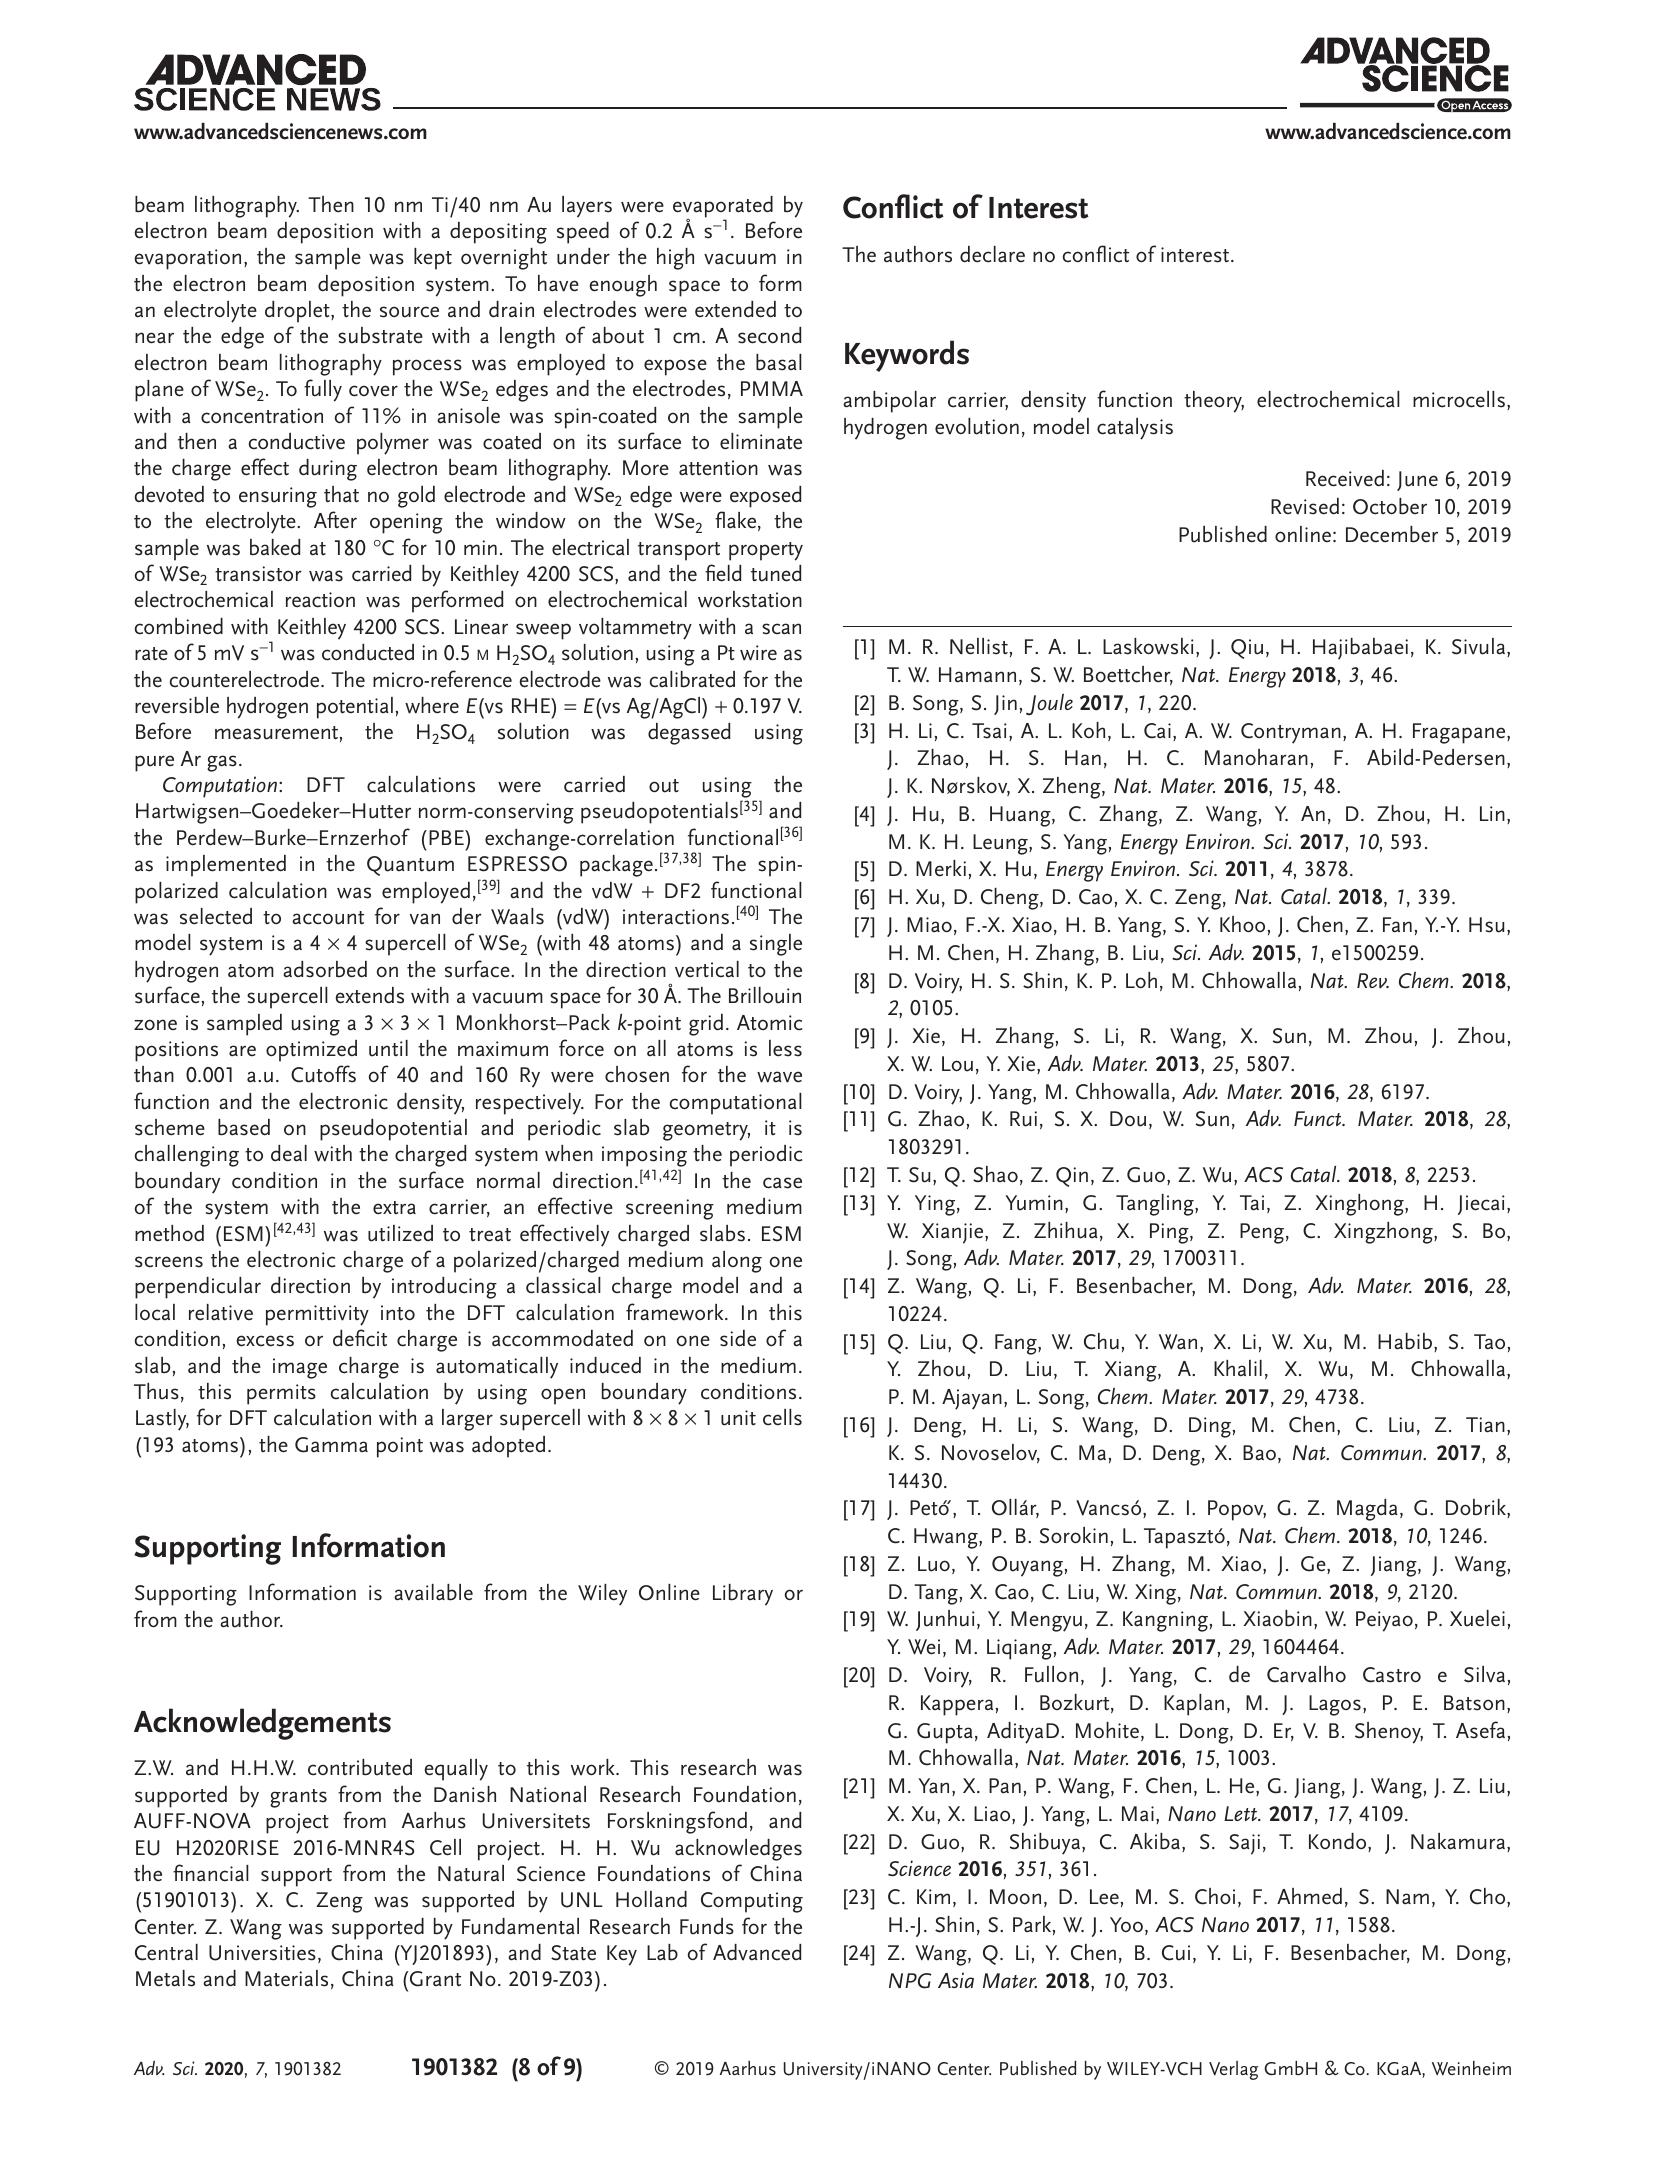 ADVANCED
SCIENCE NEWS
www.advancedsciencenews.com
ADVANCED
SCIENCE
Open Access
www.advancedscience.com
beam lithography. Then 10 nm Ti/40 nm Au layers were evaporated by
electron beam deposition with a depositing speed of 0.2 Å s⁻¹. Before
evaporation, the sample was kept overnight under the high vacuum in
the electron beam deposition system. To have enough space to form
an electrolyte droplet, the source and drain electrodes were extended to
near the edge of the substrate with a length of about 1 cm. A second
electron beam lithography process was employed to expose the basal
plane of WSe₂. To fully cover the WSe₂ edges and the electrodes, PMMA
with a concentration of 11% in anisole was spin-coated on the sample
and then a conductive polymer was coated on its surface to eliminate
the charge effect during electron beam lithography. More attention was
devoted to ensuring that no gold electrode and WSe₂ edge were exposed
to the electrolyte. After opening the window on the WSe₂ flake, the
sample was baked at 180 °C for 10 min. The electrical transport property
of WSe₂ transistor was carried by Keithley 4200 SCS, and the field tuned
electrochemical reaction was performed on electrochemical workstation
combined with Keithley 4200 SCS. Linear sweep voltammetry with a scan
rate of 5 mV s⁻¹ was conducted in 0.5 M H₂SO₄ solution, using a Pt wire as
the counterelectrode. The micro-reference electrode was calibrated for the
reversible hydrogen potential, where E(vs RHE) = E(vs Ag/AgCl) + 0.197 V.
Before measurement, the H₂SO₄ solution was degassed using
pure Ar gas.
Computation: DFT calculations were carried out using the
Hartwigsen–Goedeker–Hutter norm-conserving pseudopotentials[35] and
the Perdew–Burke–Ernzerhof (PBE) exchange-correlation functional[36]
as implemented in the Quantum ESPRESSO package.[37,38] The spin-
polarized calculation was employed,[39] and the vdW + DF2 functional
was selected to account for van der Waals (vdW) interactions.[40] The
model system is a 4 × 4 supercell of WSe₂ (with 48 atoms) and a single
hydrogen atom adsorbed on the surface. In the direction vertical to the
surface, the supercell extends with a vacuum space for 30 Å. The Brillouin
zone is sampled using a 3 × 3 × 1 Monkhorst–Pack k-point grid. Atomic
positions are optimized until the maximum force on all atoms is less
than 0.001 a.u. Cutoffs of 40 and 160 Ry were chosen for the wave
function and the electronic density, respectively. For the computational
scheme based on pseudopotential and periodic slab geometry, it is
challenging to deal with the charged system when imposing the periodic
boundary condition in the surface normal direction.[41,42] In the case
of the system with the extra carrier, an effective screening medium
method (ESM)[42,43] was utilized to treat effectively charged slabs. ESM
screens the electronic charge of a polarized/charged medium along one
perpendicular direction by introducing a classical charge model and a
local relative permittivity into the DFT calculation framework. In this
condition, excess or deficit charge is accommodated on one side of a
slab, and the image charge is automatically induced in the medium.
Thus, this permits calculation by using open boundary conditions.
Lastly, for DFT calculation with a larger supercell with 8 × 8 × 1 unit cells
(193 atoms), the Gamma point was adopted.
Supporting Information
Supporting Information is available from the Wiley Online Library or
from the author.
Acknowledgements
Z.W. and H.H.W. contributed equally to this work. This research was
supported by grants from the Danish National Research Foundation,
AUFF-NOVA project from Aarhus Universitets Forskningsfond, and
EU H2020RISE 2016-MNR4S Cell project. H. H. Wu acknowledges
the financial support from the Natural Science Foundations of China
(51901013). X. C. Zeng was supported by UNL Holland Computing
Center. Z. Wang was supported by Fundamental Research Funds for the
Central Universities, China (YJ201893), and State Key Lab of Advanced
Metals and Materials, China (Grant No. 2019-Z03).
Conflict of Interest
The authors declare no conflict of interest.
Keywords
ambipolar carrier, density function theory, electrochemical microcells,
hydrogen evolution, model catalysis
Received: June 6, 2019
Revised: October 10, 2019
Published online: December 5, 2019
[1] M. R. Nellist, F. A. L. Laskowski, J. Qiu, H. Hajibabaei, K. Sivula,
T. W. Hamann, S. W. Boettcher, Nat. Energy 2018, 3, 46.
[2] B. Song, S. Jin, Joule 2017, 1, 220.
[3] H. Li, C. Tsai, A. L. Koh, L. Cai, A. W. Contryman, A. H. Fragapane,
J. Zhao, H. S. Han, H. C. Manoharan, F. Abild-Pedersen,
J. K. Nørskov, X. Zheng, Nat. Mater. 2016, 15, 48.
[4] J. Hu, B. Huang, C. Zhang, Z. Wang, Y. An, D. Zhou, H. Lin,
M. K. H. Leung, S. Yang, Energy Environ. Sci. 2017, 10, 593.
[5] D. Merki, X. Hu, Energy Environ. Sci. 2011, 4, 3878.
[6] H. Xu, D. Cheng, D. Cao, X. C. Zeng, Nat. Catal. 2018, 1, 339.
[7] J. Miao, F.-X. Xiao, H. B. Yang, S. Y. Khoo, J. Chen, Z. Fan, Y.-Y. Hsu,
H. M. Chen, H. Zhang, B. Liu, Sci. Adv. 2015, 1, e1500259.
[8] D. Voiry, H. S. Shin, K. P. Loh, M. Chhowalla, Nat. Rev. Chem. 2018,
2, 0105.
[9] J. Xie, H. Zhang, S. Li, R. Wang, X. Sun, M. Zhou, J. Zhou,
X. W. Lou, Y. Xie, Adv. Mater. 2013, 25, 5807.
[10] D. Voiry, J. Yang, M. Chhowalla, Adv. Mater. 2016, 28, 6197.
[11] G. Zhao, K. Rui, S. X. Dou, W. Sun, Adv. Funct. Mater. 2018, 28,
1803291.
[12] T. Su, Q. Shao, Z. Qin, Z. Guo, Z. Wu, ACS Catal. 2018, 8, 2253.
[13] Y. Ying, Z. Yumin, G. Tangling, Y. Tai, Z. Xinghong, H. Jiecai,
W. Xianjie, Z. Zhihua, X. Ping, Z. Peng, C. Xingzhong, S. Bo,
J. Song, Adv. Mater. 2017, 29, 1700311.
[14] Z. Wang, Q. Li, F. Besenbacher, M. Dong, Adv. Mater. 2016, 28,
10224.
[15] Q. Liu, Q. Fang, W. Chu, Y. Wan, X. Li, W. Xu, M. Habib, S. Tao,
Y. Zhou, D. Liu, T. Xiang, A. Khalil, X. Wu, M. Chhowalla,
P. M. Ajayan, L. Song, Chem. Mater. 2017, 29, 4738.
[16] J. Deng, H. Li, S. Wang, D. Ding, M. Chen, C. Liu, Z. Tian,
K. S. Novoselov, C. Ma, D. Deng, X. Bao, Nat. Commun. 2017, 8,
14430.
[17] J. Pető, T. Ollár, P. Vancsó, Z. I. Popov, G. Z. Magda, G. Dobrik,
C. Hwang, P. B. Sorokin, L. Tapasztó, Nat. Chem. 2018, 10, 1246.
[18] Z. Luo, Y. Ouyang, H. Zhang, M. Xiao, J. Ge, Z. Jiang, J. Wang,
D. Tang, X. Cao, C. Liu, W. Xing, Nat. Commun. 2018, 9, 2120.
[19] W. Junhui, Y. Mengyu, Z. Kangning, L. Xiaobin, W. Peiyao, P. Xuelei,
Y. Wei, M. Liqiang, Adv. Mater. 2017, 29, 1604464.
[20] D. Voiry, R. Fullon, J. Yang, C. de Carvalho Castro e Silva,
R. Kappera, I. Bozkurt, D. Kaplan, M. J. Lagos, P. E. Batson,
G. Gupta, AdityaD. Mohite, L. Dong, D. Er, V. B. Shenoy, T. Asefa,
M. Chhowalla, Nat. Mater. 2016, 15, 1003.
[21] M. Yan, X. Pan, P. Wang, F. Chen, L. He, G. Jiang, J. Wang, J. Z. Liu,
X. Xu, X. Liao, J. Yang, L. Mai, Nano Lett. 2017, 17, 4109.
[22] D. Guo, R. Shibuya, C. Akiba, S. Saji, T. Kondo, J. Nakamura,
Science 2016, 351, 361.
[23] C. Kim, I. Moon, D. Lee, M. S. Choi, F. Ahmed, S. Nam, Y. Cho,
H.-J. Shin, S. Park, W. J. Yoo, ACS Nano 2017, 11, 1588.
[24] Z. Wang, Q. Li, Y. Chen, B. Cui, Y. Li, F. Besenbacher, M. Dong,
NPG Asia Mater. 2018, 10, 703.
Adv. Sci. 2020, 7, 1901382
1901382 (8 of 9)
© 2019 Aarhus University/iNANO Center. Published by WILEY-VCH Verlag GmbH & Co. KGaA, Weinheim